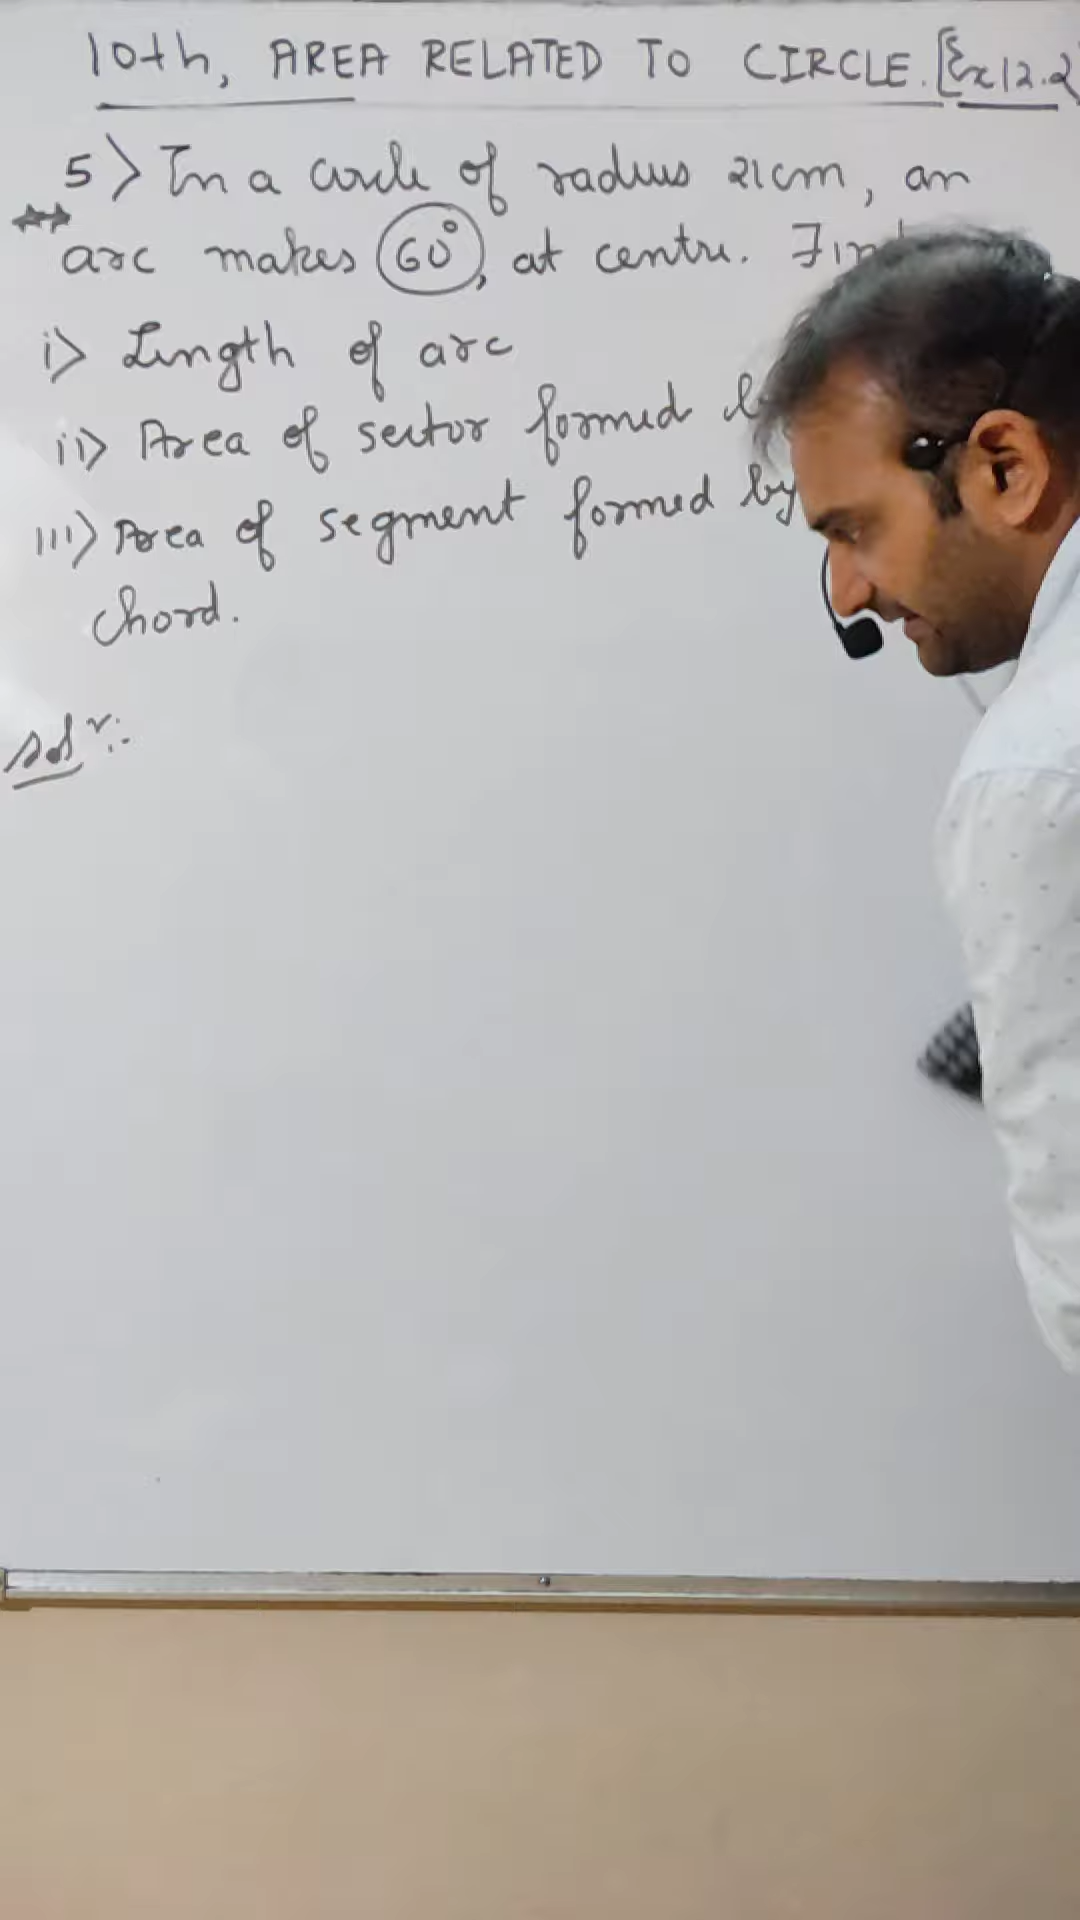 10th, AREA RELATED TO CIRCLE. [Ex12.2]
5> In a circle of radius 21cm, an
arc makes 60°, at centre.
i> Length of arc
ii> Area of sector formed
iii> Area of segment formed by
chord.
Solⁿ:-